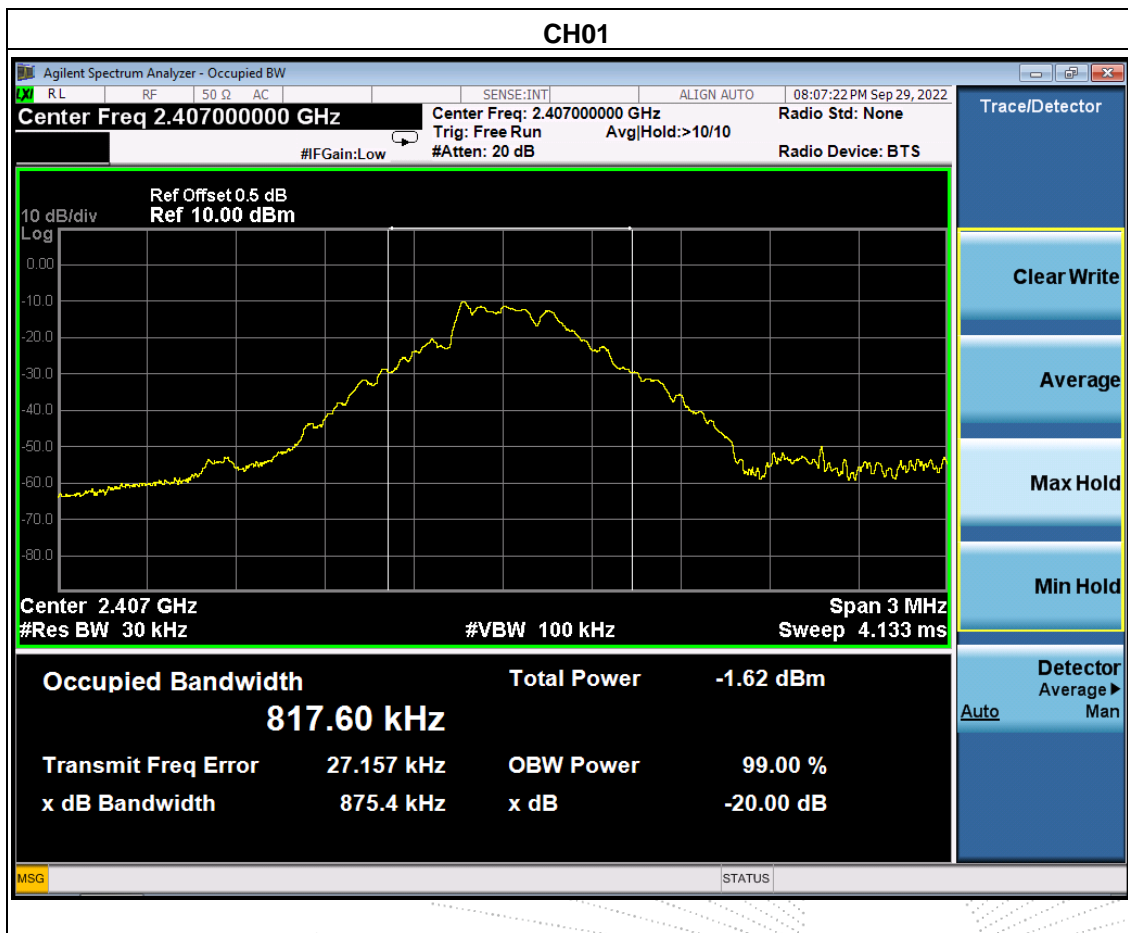 CH01
Agilent Spectrum Analyzer - Occupied BW
LXI RL RF 50 Ω AC SENSE:INT ALIGN AUTO 08:07:22 PM Sep 29, 2022
Center Freq 2.407000000 GHz
Center Freq: 2.407000000 GHz
Radio Std: None
Trig: Free Run Avg|Hold:>10/10
#IFGain:Low
#Atten: 20 dB
Radio Device: BTS
Ref Offset 0.5 dB
10 dB/div Ref 10.00 dBm
Log
0.00
-10.0
-20.0
-30.0
-40.0
-50.0
-60.0
-70.0
-80.0
Center 2.407 GHz Span 3 MHz
#Res BW 30 kHz #VBW 100 kHz Sweep 4.133 ms
Occupied Bandwidth Total Power -1.62 dBm
817.60 kHz
Transmit Freq Error 27.157 kHz OBW Power 99.00 %
x dB Bandwidth 875.4 kHz x dB -20.00 dB
Trace/Detector
Clear Write
Average
Max Hold
Min Hold
Detector
Average▶
Auto Man
MSG STATUS